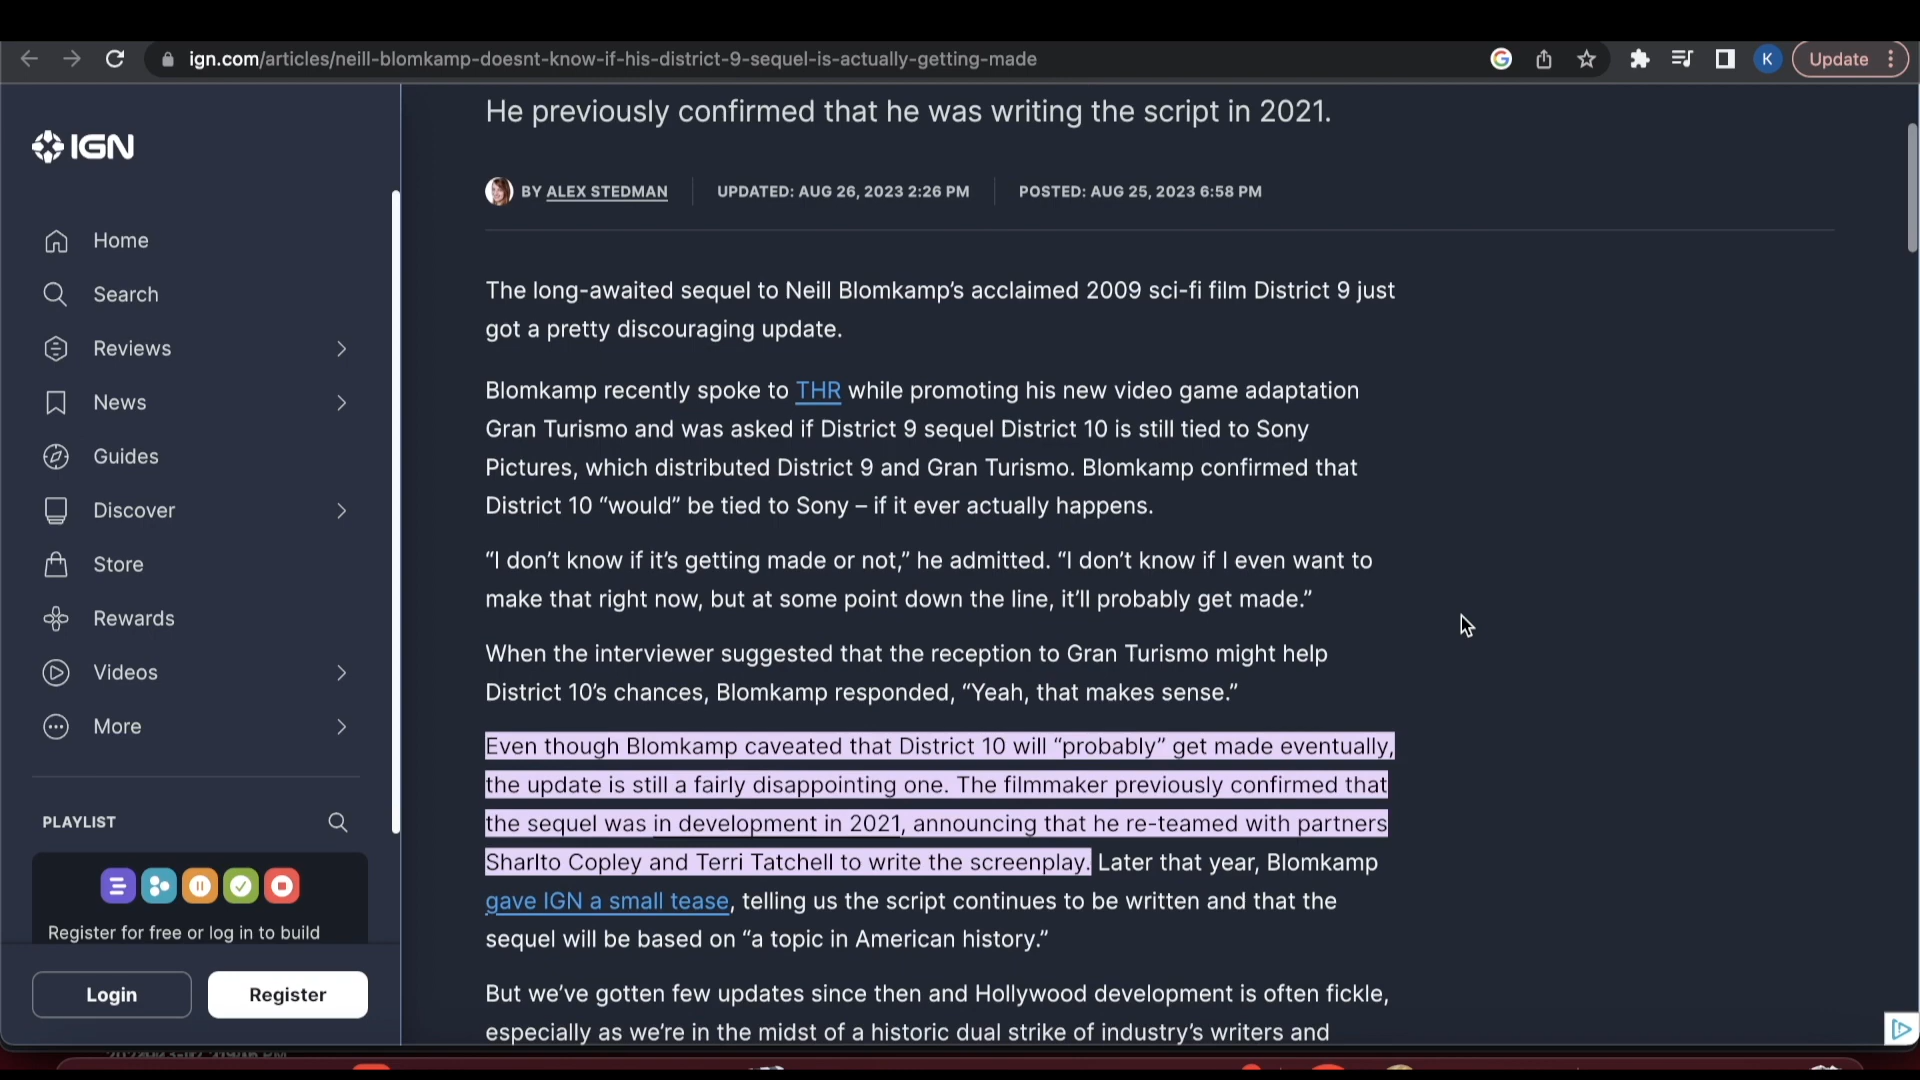 ign.com/articles/neill-blomkamp-doesnt-know-if-his-district-9-sequel-is-actually-getting-made
K
Update
IGN
Home
Search
Reviews
News
Guides
Discover
Store
Rewards
Videos
More
PLAYLIST
Register for free or log in to build
Login
Register
He previously confirmed that he was writing the script in 2021.
BY ALEX STEDMAN
UPDATED: AUG 26, 2023 2:26 PM
POSTED: AUG 25, 2023 6:58 PM
The long-awaited sequel to Neill Blomkamp’s acclaimed 2009 sci-fi film District 9 just
got a pretty discouraging update.
Blomkamp recently spoke to THR while promoting his new video game adaptation
Gran Turismo and was asked if District 9 sequel District 10 is still tied to Sony
Pictures, which distributed District 9 and Gran Turismo. Blomkamp confirmed that
District 10 “would” be tied to Sony – if it ever actually happens.
“I don’t know if it’s getting made or not,” he admitted. “I don’t know if I even want to
make that right now, but at some point down the line, it’ll probably get made.”
When the interviewer suggested that the reception to Gran Turismo might help
District 10’s chances, Blomkamp responded, “Yeah, that makes sense.”
Even though Blomkamp caveated that District 10 will “probably” get made eventually,
the update is still a fairly disappointing one. The filmmaker previously confirmed that
the sequel was in development in 2021, announcing that he re-teamed with partners
Sharlto Copley and Terri Tatchell to write the screenplay. Later that year, Blomkamp
gave IGN a small tease, telling us the script continues to be written and that the
sequel will be based on “a topic in American history.”
But we’ve gotten few updates since then and Hollywood development is often fickle,
especially as we’re in the midst of a historic dual strike of industry’s writers and